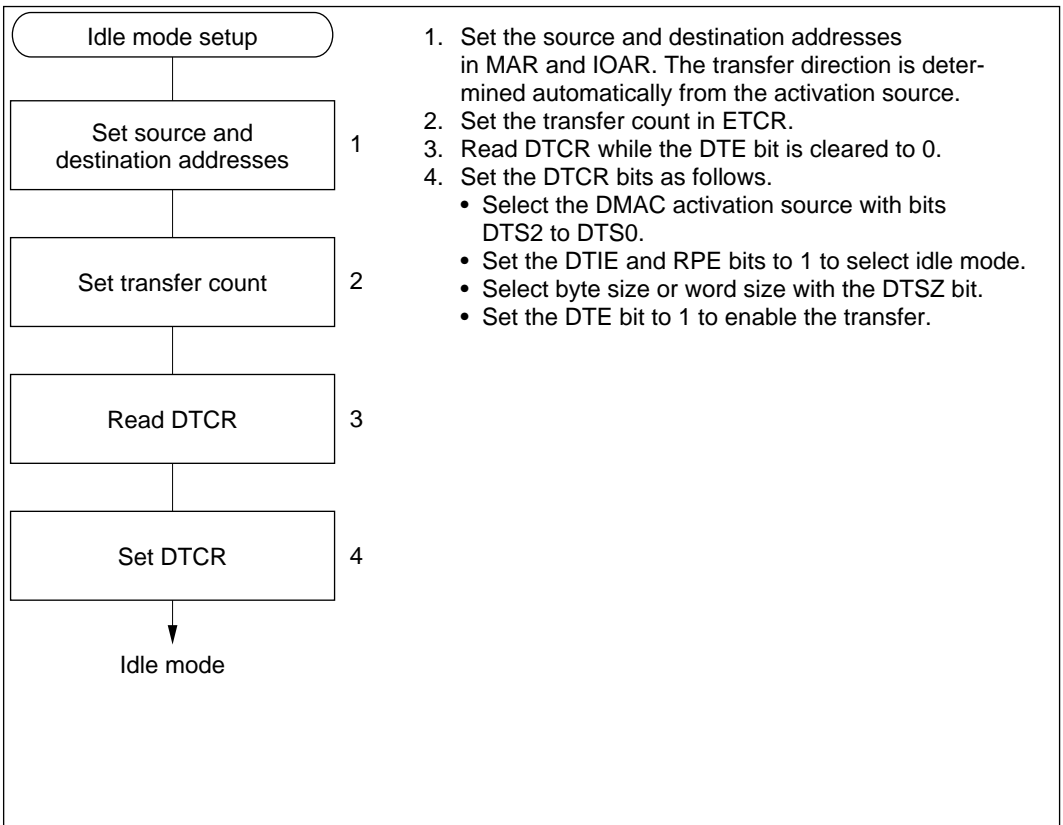 Idle mode setup
Set source and
destination addresses
1
Set transfer count
2
Read DTCR
3
Set DTCR
4
Idle mode
1. Set the source and destination addresses
in MAR and IOAR. The transfer direction is deter-
mined automatically from the activation source.
2. Set the transfer count in ETCR.
3. Read DTCR while the DTE bit is cleared to 0.
4. Set the DTCR bits as follows.
• Select the DMAC activation source with bits
DTS2 to DTS0.
• Set the DTIE and RPE bits to 1 to select idle mode.
• Select byte size or word size with the DTSZ bit.
• Set the DTE bit to 1 to enable the transfer.